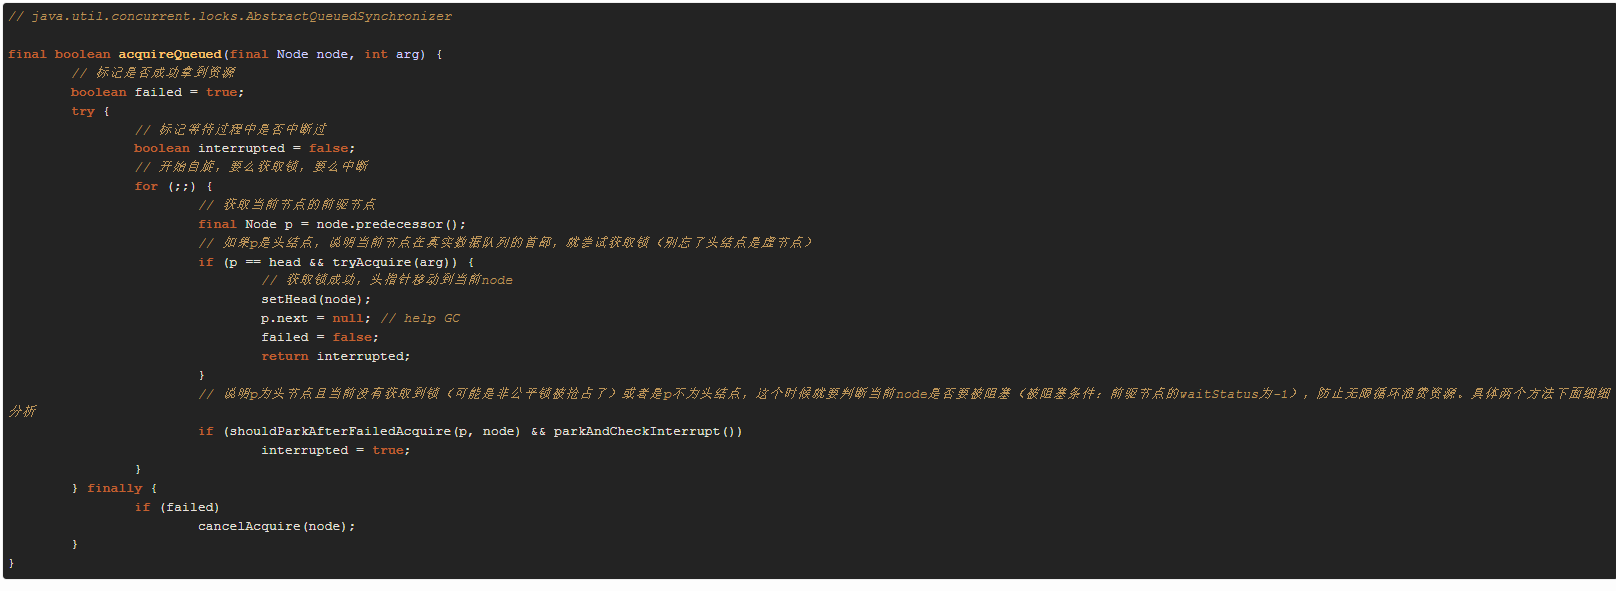 // java.util.concurrent.locks.AbstractQueuedSynchronizer
final boolean acquireQueued(final Node node, int arg) {
// 标记是否成功拿到资源
boolean failed = true;
try {
// 标记等待过程中是否中断过
boolean interrupted = false;
// 开始自旋，要么获取锁，要么中断
for (;;) {
// 获取当前节点的前驱节点
final Node p = node.predecessor();
// 如果p是头结点，说明当前节点在真实数据队列的首部，就尝试获取锁（别忘了头结点是虚节点）
if (p == head && tryAcquire(arg)) {
// 获取锁成功，头指针移动到当前node
setHead(node);
p.next = null; // help GC
failed = false;
return interrupted;
}
// 说明p为头节点且当前没有获取到锁（可能是非公平锁被抢占了）或者是p不为头结点，这个时候就要判断当前node是否要被阻塞（被阻塞条件：前驱节点的waitStatus为-1），防止无限循环浪费资源。具体两个方法下面细细
分析
if (shouldParkAfterFailedAcquire(p, node) && parkAndCheckInterrupt())
interrupted = true;
}
} finally {
if (failed)
cancelAcquire(node);
}
}